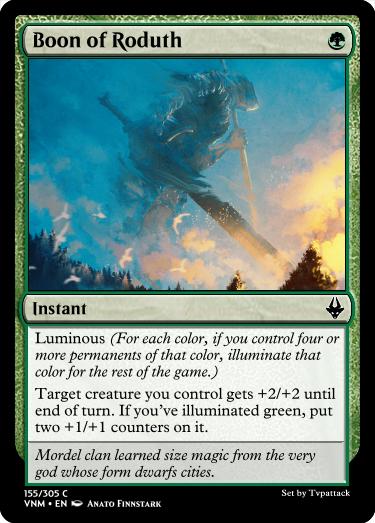 Boon of Roduth
Instant
Luminous (For each color, if you control four or
more permanents of that color, illuminate that
color for the rest of the game.)
Target creature you control gets +2/+2 until
end of turn. If you've illuminated green, put
two +1/+1 counters on it.
Mordel clan learned size magic from the very
god whose form dwarfs cities.
155/305 C
Set by Tvpattack
VNM • EN Anato Finnstark